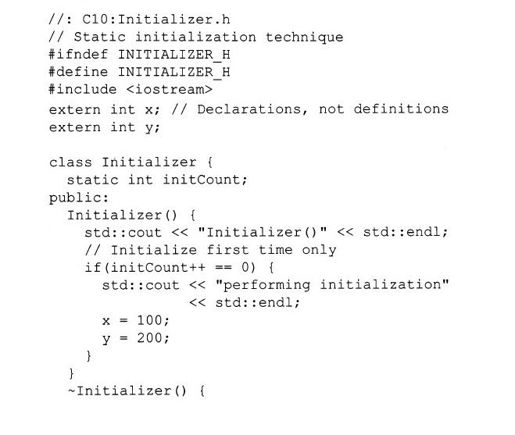 //: C10:Initializer.h
// Static initialization technique
#ifndef INITIALIZER_H
#define INITIALIZER_H
#include <iostream>
extern int x; // Declarations, not definitions
extern int y;

class Initializer {
  static int initCount;
public:
  Initializer() {
    std::cout << "Initializer()" << std::endl;
    // Initialize first time only
    if(initCount++ == 0) {
      std::cout << "performing initialization"
                << std::endl;
      x = 100;
      y = 200;
    }
  }
  ~Initializer() {